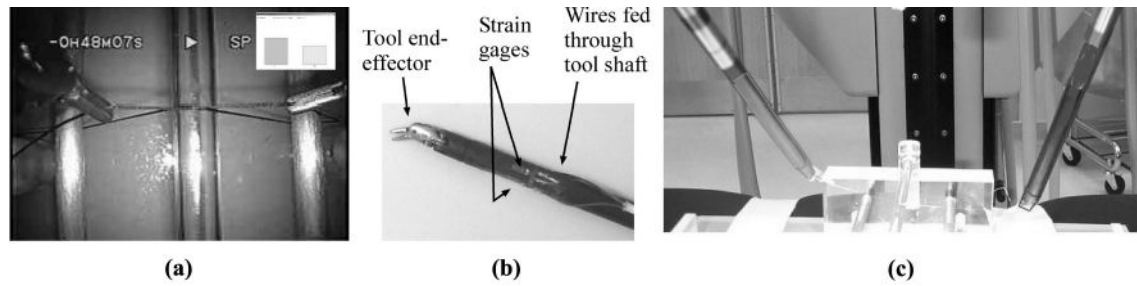 -0H48M07s
SP
Tool end-
effector
Strain
gages
Wires fed
through
tool shaft
(a)
(b)
(c)